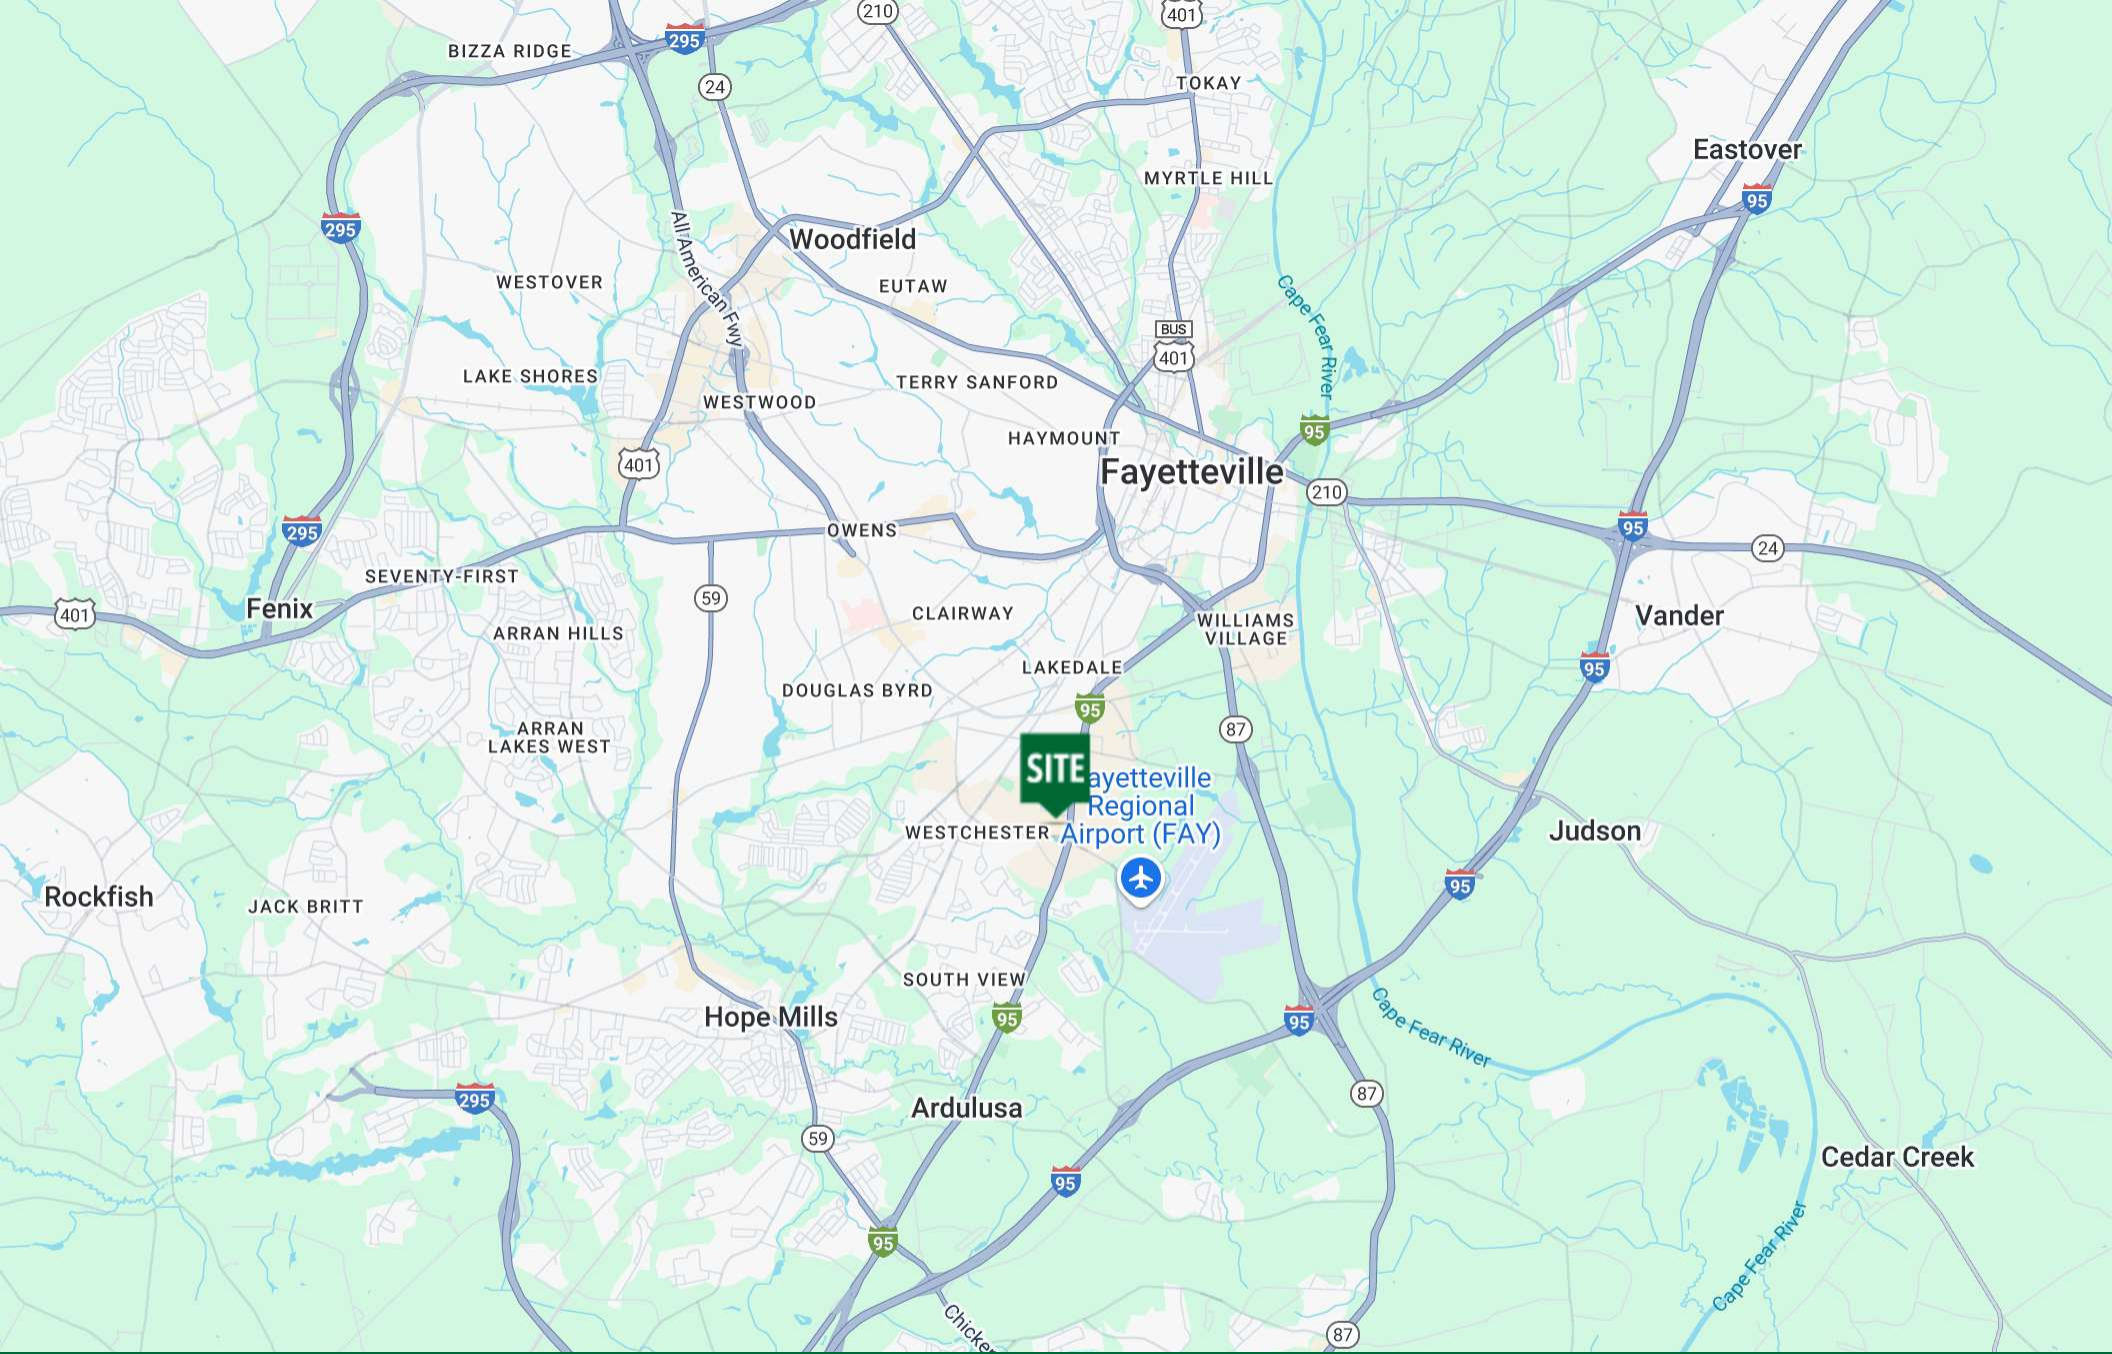 210
401
BIZZA RIDGE
295
24
TOKAY
Eastover
MYRTLE HILL
95
295
Woodfield
All American Fwy
WESTOVER
EUTAW
Cape Fear River
BUS
401
LAKE SHORES
TERRY SANFORD
WESTWOOD
95
HAYMOUNT
401
Fayetteville
210
295
OWENS
95
24
SEVENTY-FIRST
59
Fenix
401
CLAIRWAY
WILLIAMS
VILLAGE
Vander
ARRAN HILLS
LAKEDALE
95
DOUGLAS BYRD
95
87
ARRAN
LAKES WEST
SITE
ayetteville
Regional
Airport (FAY)
WESTCHESTER
Judson
Rockfish
JACK BRITT
95
SOUTH VIEW
Hope Mills
95
95
Cape Fear River
295
Ardulusa
87
59
Cedar Creek
95
95
Cape Fear River
Chicken
87